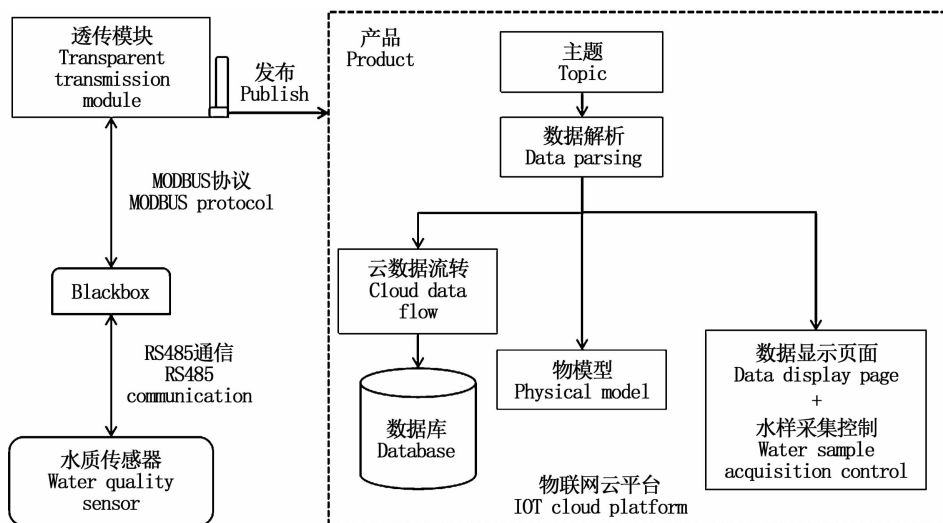 透传模块
Transparent
transmission
module
发布
Publish
MODBUS协议
MODBUS protocol
Blackbox
RS485通信
RS485
communication
水质传感器
Water quality
sensor
产品
Product
主题
Topic
数据解析
Data parsing
云数据流转
Cloud data
flow
数据库
Database
物模型
Physical model
数据显示页面
Data display page
+
水样采集控制
Water sample
acquisition control
物联网云平台
IOT cloud platform